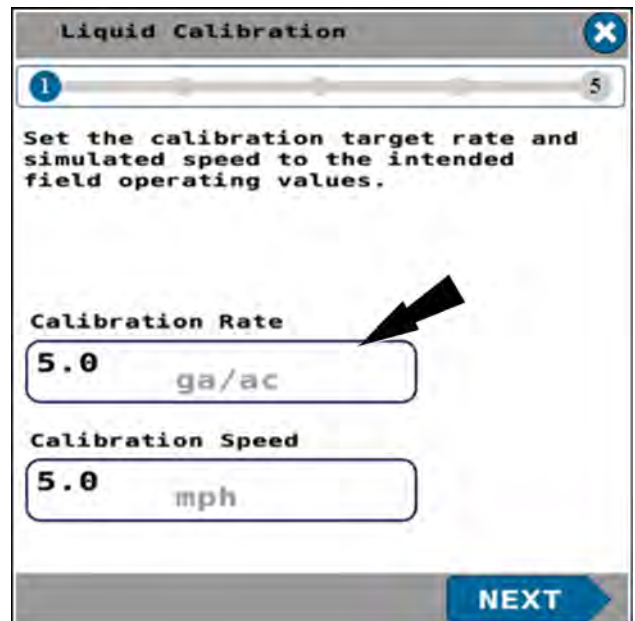 Liquid Calibration
1
5
Set the calibration target rate and
simulated speed to the intended
field operating values.
Calibration Rate
5.0
ga/ac
Calibration Speed
5.0
mph
NEXT